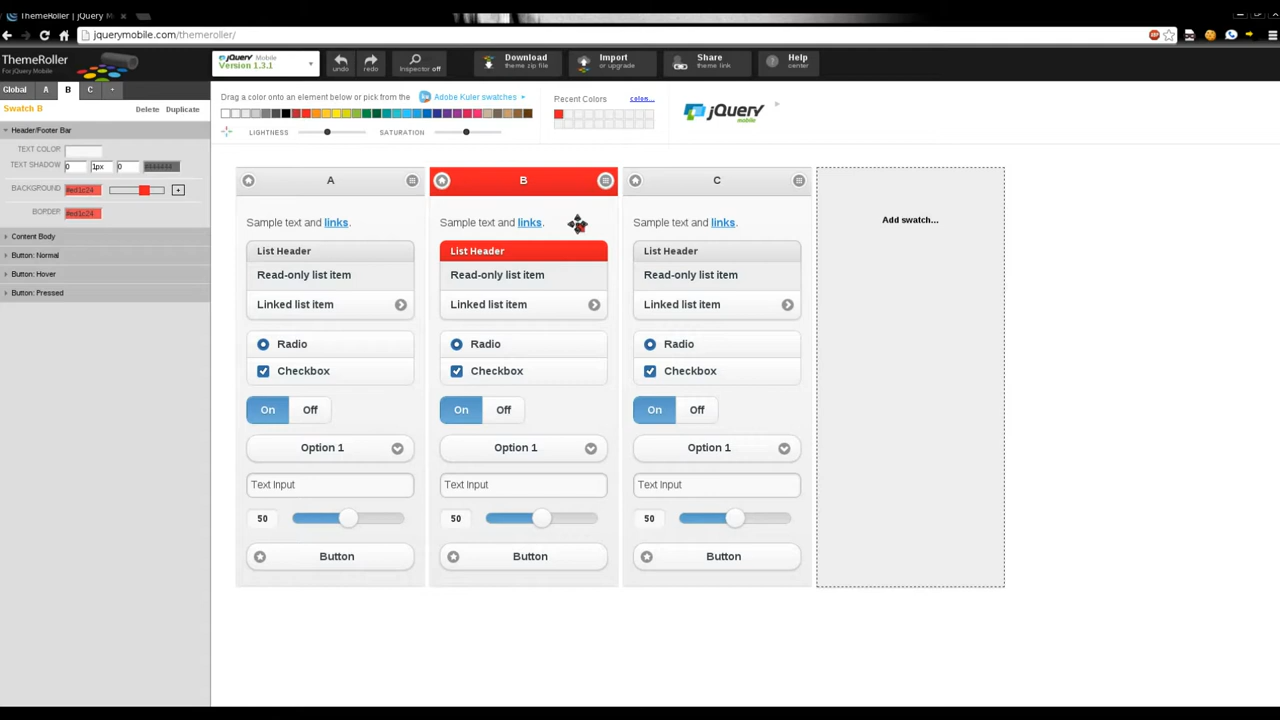 ThemeRoller | jQuery M
jquerymobile.com/themeroller/
ThemeRoller
For jQuery Mobile
jQuery Mobile
Version 1.3.1
undo
redo
Inspector off
Download
theme zip file
Import
or upgrade
Share
theme link
Help
center
Global
A
B
C
+
Swatch B
Delete
Duplicate
Drag a color onto an element below or pick from the
Adobe Kuler swatches
LIGHTNESS
SATURATION
Recent Colors
colors...
jQuery
mobile
Header/Footer Bar
TEXT COLOR
TEXT SHADOW
0
1px
0
BACKGROUND
#ed1c24
+
BORDER
#ed1c24
Content Body
Button: Normal
Button: Hover
Button: Pressed
A
Sample text and links.
List Header
Read-only list item
Linked list item
Radio
Checkbox
On
Off
Option 1
Text Input
50
Button
B
Sample text and links.
List Header
Read-only list item
Linked list item
Radio
Checkbox
On
Off
Option 1
Text Input
50
Button
C
Sample text and links.
List Header
Read-only list item
Linked list item
Radio
Checkbox
On
Off
Option 1
Text Input
50
Button
Add swatch...